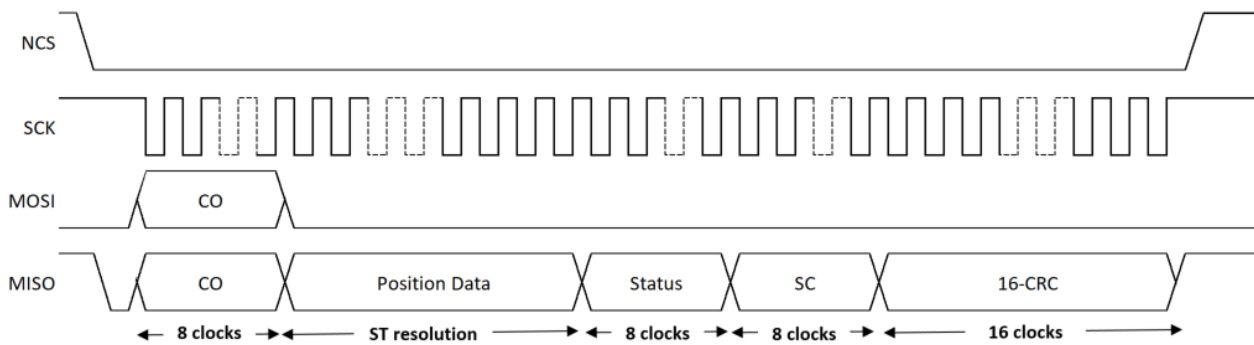 NCS
SCK
MOSI
CO
MISO
CO
Position Data
Status
SC
16-CRC
8 clocks
ST resolution
8 clocks
8 clocks
16 clocks